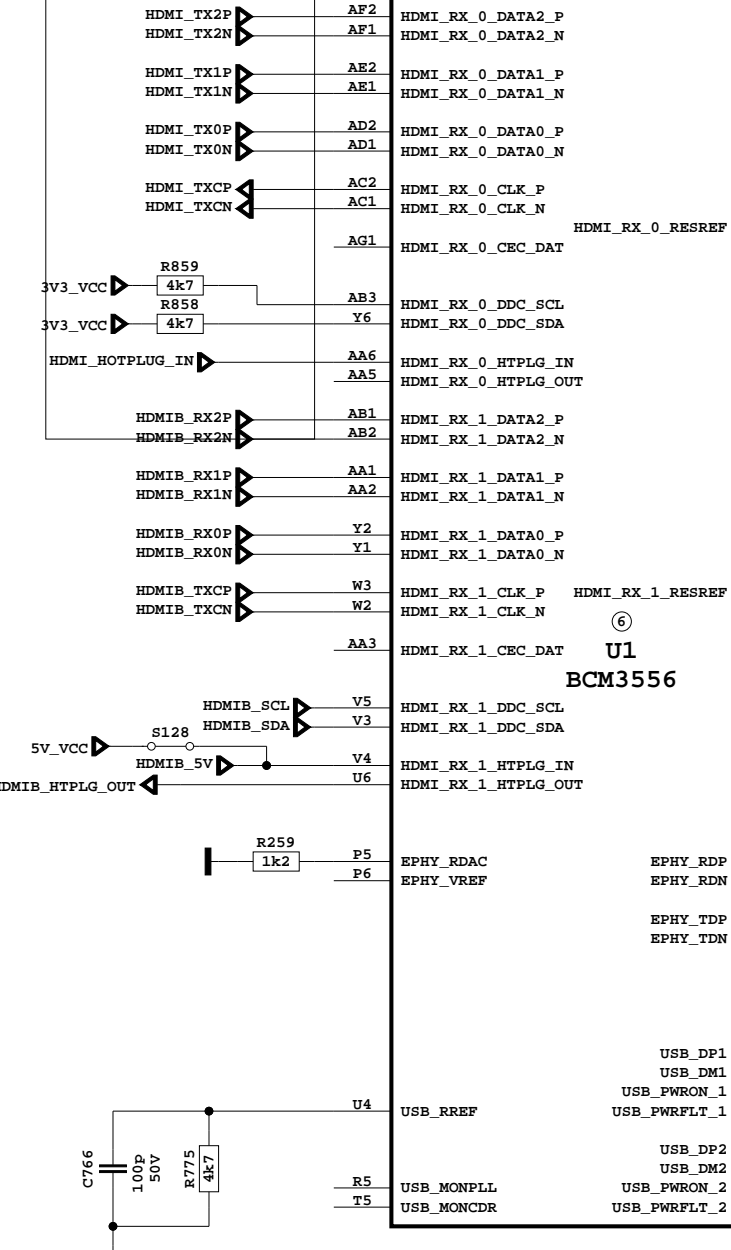 HDMI_TX2P AF2 HDMI_RX_0_DATA2_P
HDMI_TX2N AF1 HDMI_RX_0_DATA2_N
HDMI_TX1P AE2 HDMI_RX_0_DATA1_P
HDMI_TX1N AE1 HDMI_RX_0_DATA1_N
HDMI_TX0P AD2 HDMI_RX_0_DATA0_P
HDMI_TX0N AD1 HDMI_RX_0_DATA0_N
HDMI_TXCP AC2 HDMI_RX_0_CLK_P
HDMI_TXCN AC1 HDMI_RX_0_CLK_N
HDMI_RX_0_RESREF
AG1 HDMI_RX_0_CEC_DAT
R859
3V3_VCC 4k7
AB3 HDMI_RX_0_DDC_SCL
R858
3V3_VCC 4k7 Y6 HDMI_RX_0_DDC_SDA
HDMI_HOTPLUG_IN AA6 HDMI_RX_0_HTPLG_IN
AA5 HDMI_RX_0_HTPLG_OUT
HDMIB_RX2P AB1 HDMI_RX_1_DATA2_P
HDMIB_RX2N AB2 HDMI_RX_1_DATA2_N
HDMIB_RX1P AA1 HDMI_RX_1_DATA1_P
HDMIB_RX1N AA2 HDMI_RX_1_DATA1_N
HDMIB_RX0P Y2 HDMI_RX_1_DATA0_P
HDMIB_RX0N Y1 HDMI_RX_1_DATA0_N
HDMIB_TXCP W3 HDMI_RX_1_CLK_P HDMI_RX_1_RESREF
HDMIB_TXCN W2 HDMI_RX_1_CLK_N
6
AA3 HDMI_RX_1_CEC_DAT U1
BCM3556
HDMIB_SCL V5 HDMI_RX_1_DDC_SCL
HDMIB_SDA V3 HDMI_RX_1_DDC_SDA
S128
5V_VCC
HDMIB_5V V4 HDMI_RX_1_HTPLG_IN
DMIB_HTPLG_OUT U6 HDMI_RX_1_HTPLG_OUT
R259
1k2 P5 EPHY_RDAC EPHY_RDP
P6 EPHY_VREF EPHY_RDN
EPHY_TDP
EPHY_TDN
USB_DP1
USB_DM1
USB_PWRON_1
U4 USB_RREF USB_PWRFLT_1
C766
100p
50V
R775
4k7
USB_DP2
USB_DM2
R5 USB_MONPLL USB_PWRON_2
T5 USB_MONCDR USB_PWRFLT_2